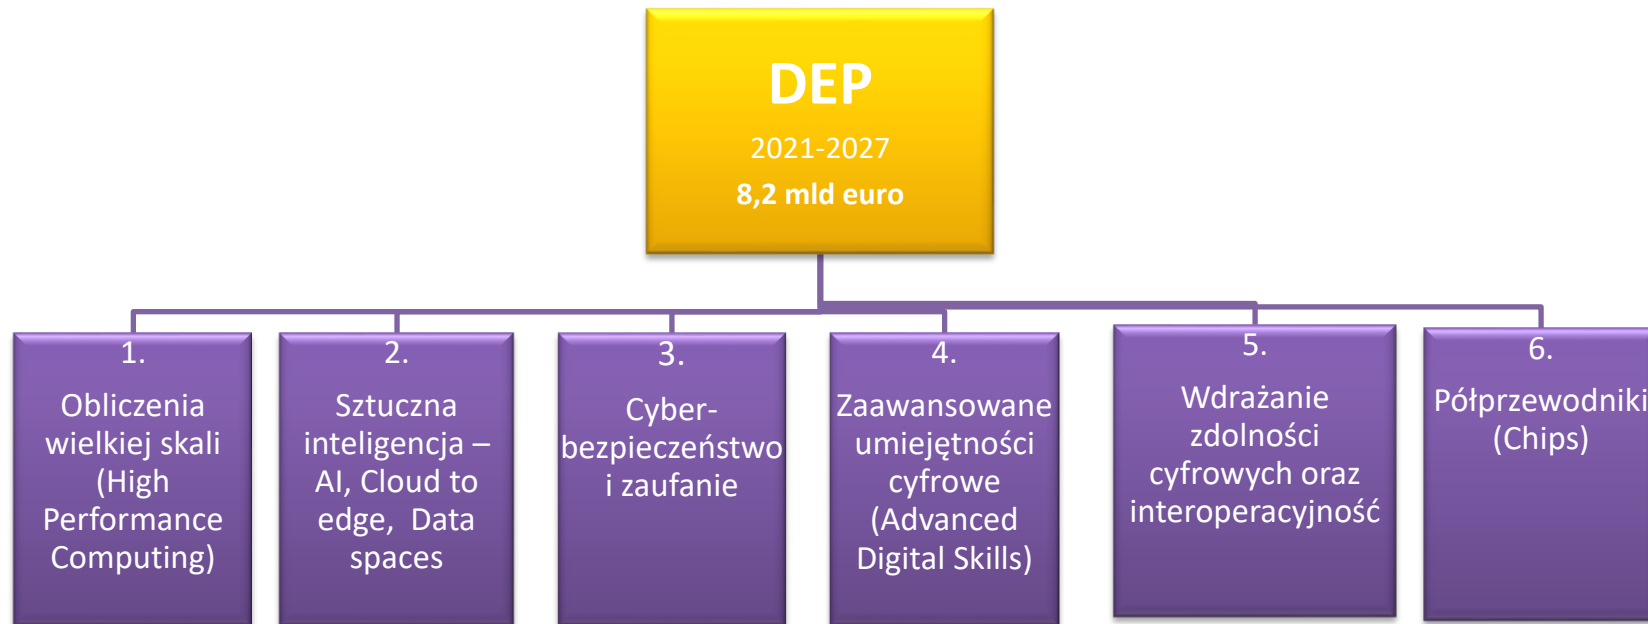 DEP
2021-2027
8,2 mld euro
1.
Obliczenia
wielkiej skali
(High
Performance
Computing)
2.
Sztuczna
inteligencja –
AI, Cloud to
edge, Data
spaces
3.
Cyber-
bezpieczeństwo
i zaufanie
4.
Zaawansowane
umiejętności
cyfrowe
(Advanced
Digital Skills)
5.
Wdrażanie
zdolności
cyfrowych oraz
interoperacyjność
6.
Półprzewodniki
(Chips)